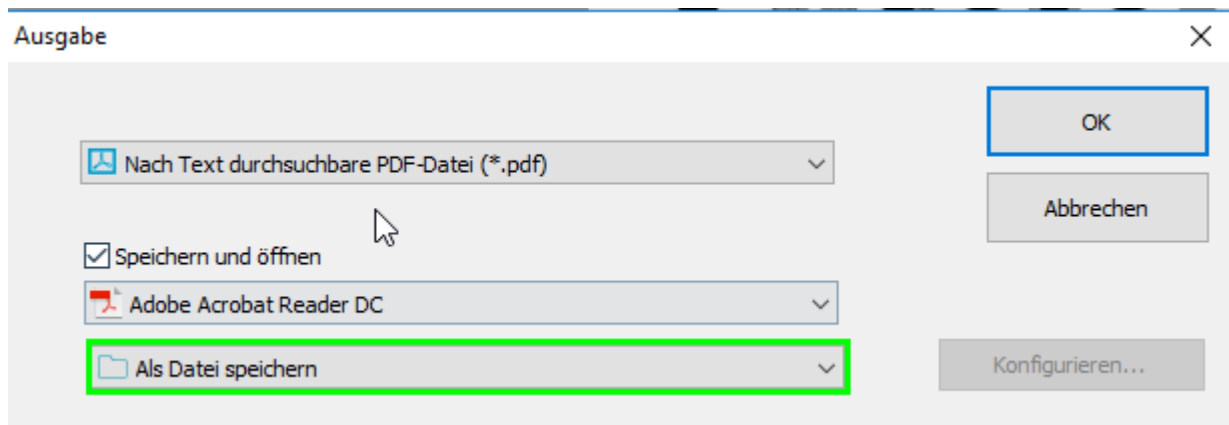 Ausgabe
OK
Nach Text durchsuchbare PDF-Datei (*.pdf)
Abbrechen
Speichern und öffnen
Adobe Acrobat Reader DC
Als Datei speichern
Konfigurieren...